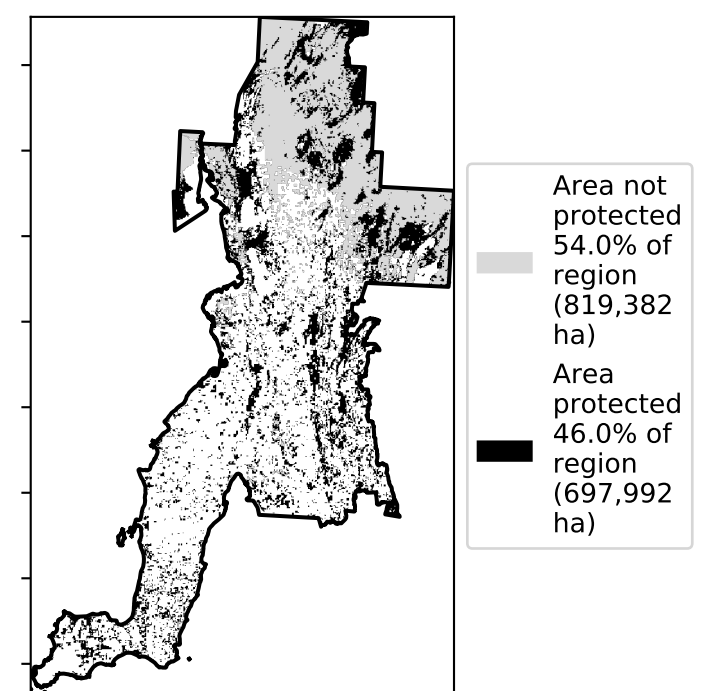 Area not
protected
54.0% of
region
(819,382
ha)
Area
protected
46.0% of
region
(697,992
ha)